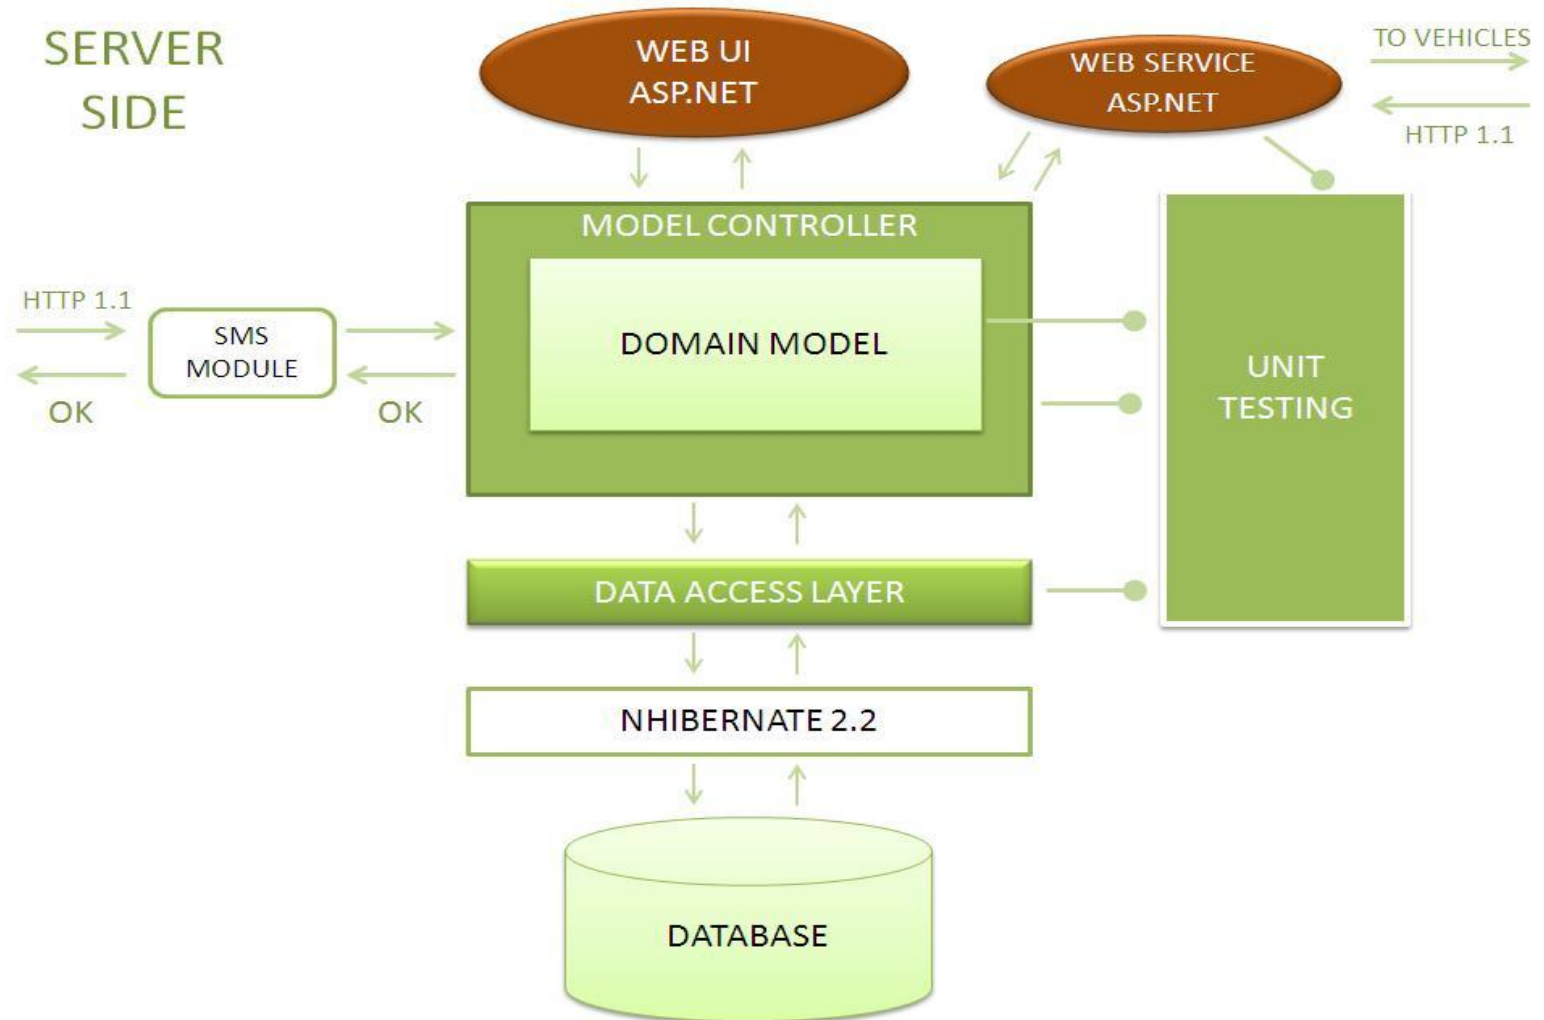 SERVER
SIDE
WEB UI
ASP.NET
WEB SERVICE
ASP.NET
TO VEHICLES
HTTP 1.1
MODEL CONTROLLER
DOMAIN MODEL
HTTP 1.1
SMS
MODULE
OK
OK
UNIT
TESTING
DATA ACCESS LAYER
NHIBERNATE 2.2
DATABASE